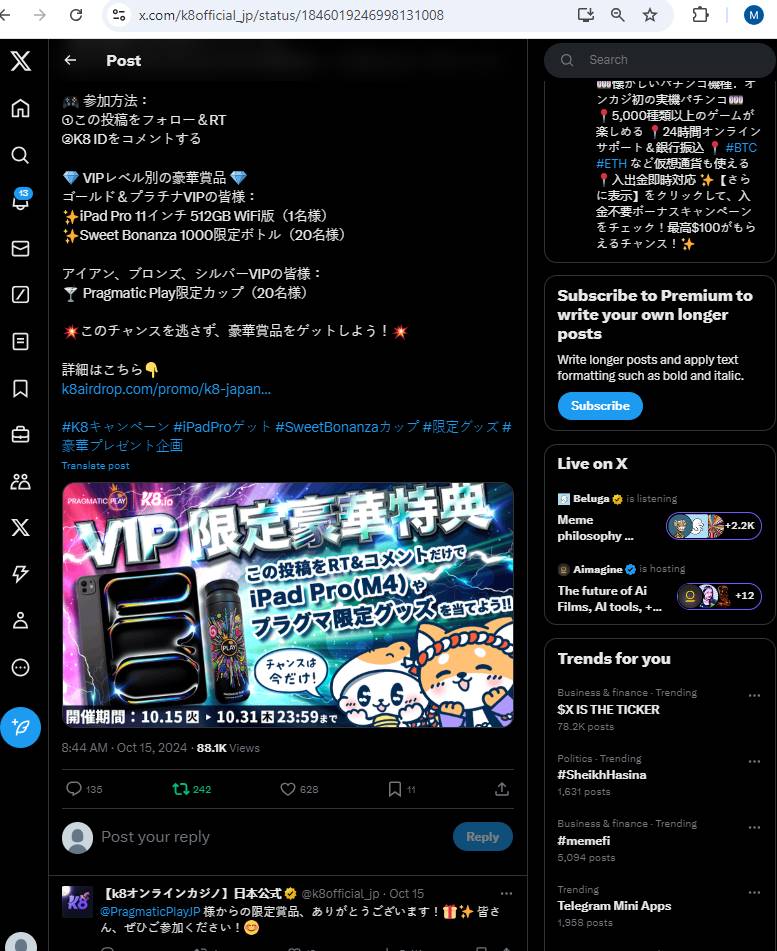 x.com/k8official_jp/status/1846019246998131008
M
Post
🎮 参加方法：
①この投稿をフォロー＆RT
②K8 IDをコメントする
💎 VIPレベル別の豪華賞品 💎
ゴールド＆プラチナVIPの皆様：
✨iPad Pro 11インチ 512GB WiFi版（1名様）
✨Sweet Bonanza 1000限定ボトル（20名様）
アイアン、ブロンズ、シルバーVIPの皆様：
🍸 Pragmatic Play限定カップ（20名様）
💥このチャンスを逃さず、豪華賞品をゲットしよう！💥
詳細はこちら👇
k8airdrop.com/promo/k8-japan...
#K8キャンペーン #iPadProゲット #SweetBonanzaカップ #限定グッズ #
豪華プレゼント企画
Translate post
PRAGMATIC PLAY K8.io
VIP 限定豪華特典
この投稿をRT&コメントだけで
iPad Pro(M4)や
プラグマ限定グッズを当てよう!!
PLAY
チャンスは
今だけ!
開催期間：10.15 火 ▶ 10.31 木 23:59まで
8:44 AM · Oct 15, 2024 · 88.1K Views
135 242 628 11
Post your reply
Reply
【k8オンラインカジノ】日本公式 @k8official_jp · Oct 15
K8
@PragmaticPlayJP 様からの限定賞品、ありがとうございます！🎁✨ 皆さ
ん、ぜひご参加ください！😊
13
Search
🎰懐かしいパチンコ機種．オ
ンカジ初の実機パチンコ🎰
📍5,000種類以上のゲームが
楽しめる📍24時間オンライン
サポート＆銀行振込📍 #BTC
#ETH など仮想通貨も使える
📍入出金即時対応 ✨【さら
に表示】をクリックして、入
金不要ボーナスキャンペーン
をチェック！最高$100がもら
えるチャンス！✨
Subscribe to Premium to
write your own longer
posts
Write longer posts and apply text
formatting such as bold and italic.
Subscribe
Live on X
Beluga is listening
Meme
philosophy ...
+2.2K
Aimagine is hosting
The future of Ai
Films, AI tools, +...
+12
Trends for you
Business & finance · Trending
$X IS THE TICKER
78.2K posts
Politics · Trending
#SheikhHasina
1,631 posts
Business & finance · Trending
#memefi
5,094 posts
Trending
Telegram Mini Apps
1,958 posts